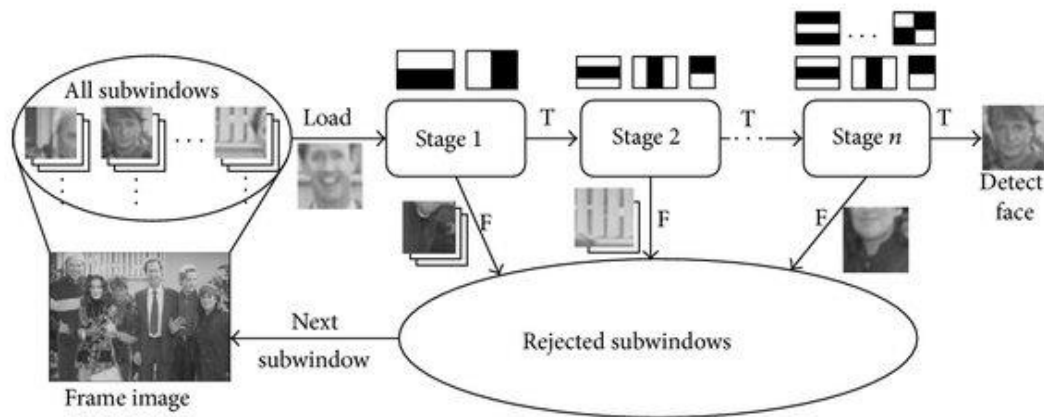 All subwindows
. . .
Load
Stage 1
T
Stage 2
T
Stage n
T
Detect
face
F
F
F
Next
subwindow
Rejected subwindows
Frame image